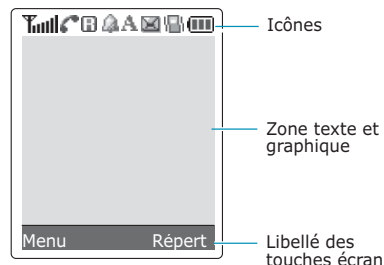 Icônes
Zone texte et
graphique
Menu Répert
Libellé des
touches écran